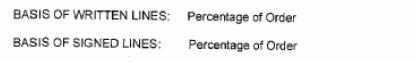 BASIS OF WRITTEN LINES: Percentage of Order
BASIS OF SIGNED LINES: Percentage of Order